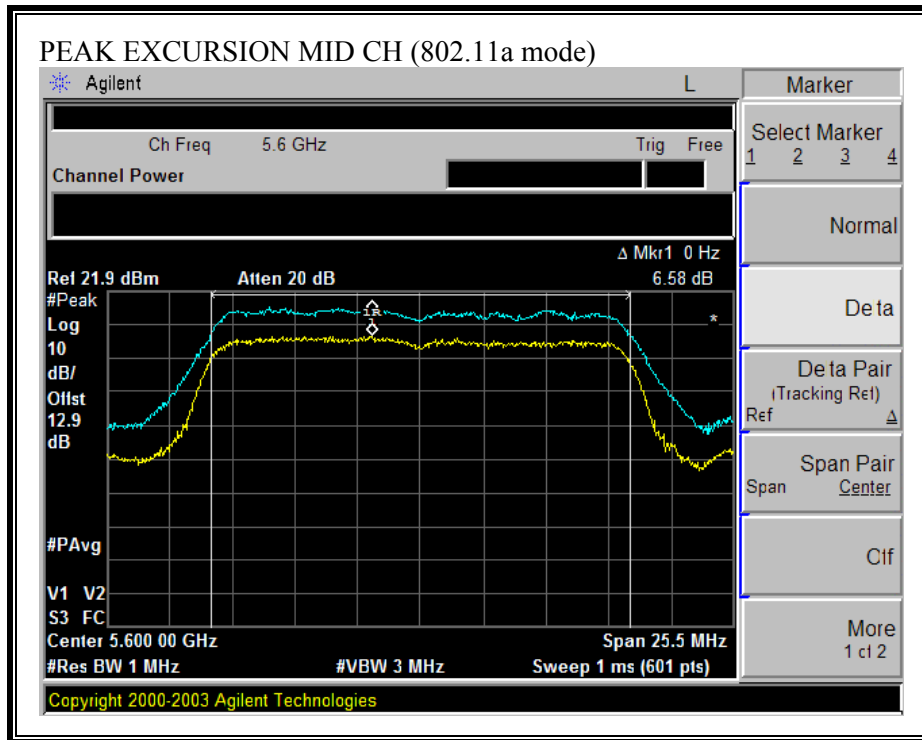 PEAK EXCURSION MID CH (802.11a mode)
Agilent L Marker
Ch Freq 5.6 GHz Trig Free
Channel Power
Select Marker
1 2 3 4
Normal
Δ Mkr1 0 Hz
6.58 dB
Ref 21.9 dBm Atten 20 dB
#Peak
Log
10
dB/
Offst
12.9
dB
#PAvg
V1 V2
S3 FC
1R
1
*
Center 5.600 00 GHz Span 25.5 MHz
#Res BW 1 MHz #VBW 3 MHz Sweep 1 ms (601 pts)
Delta
Delta Pair
(Tracking Ref)
Ref Δ
Span Pair
Span Center
Off
More
1 of 2
Copyright 2000-2003 Agilent Technologies